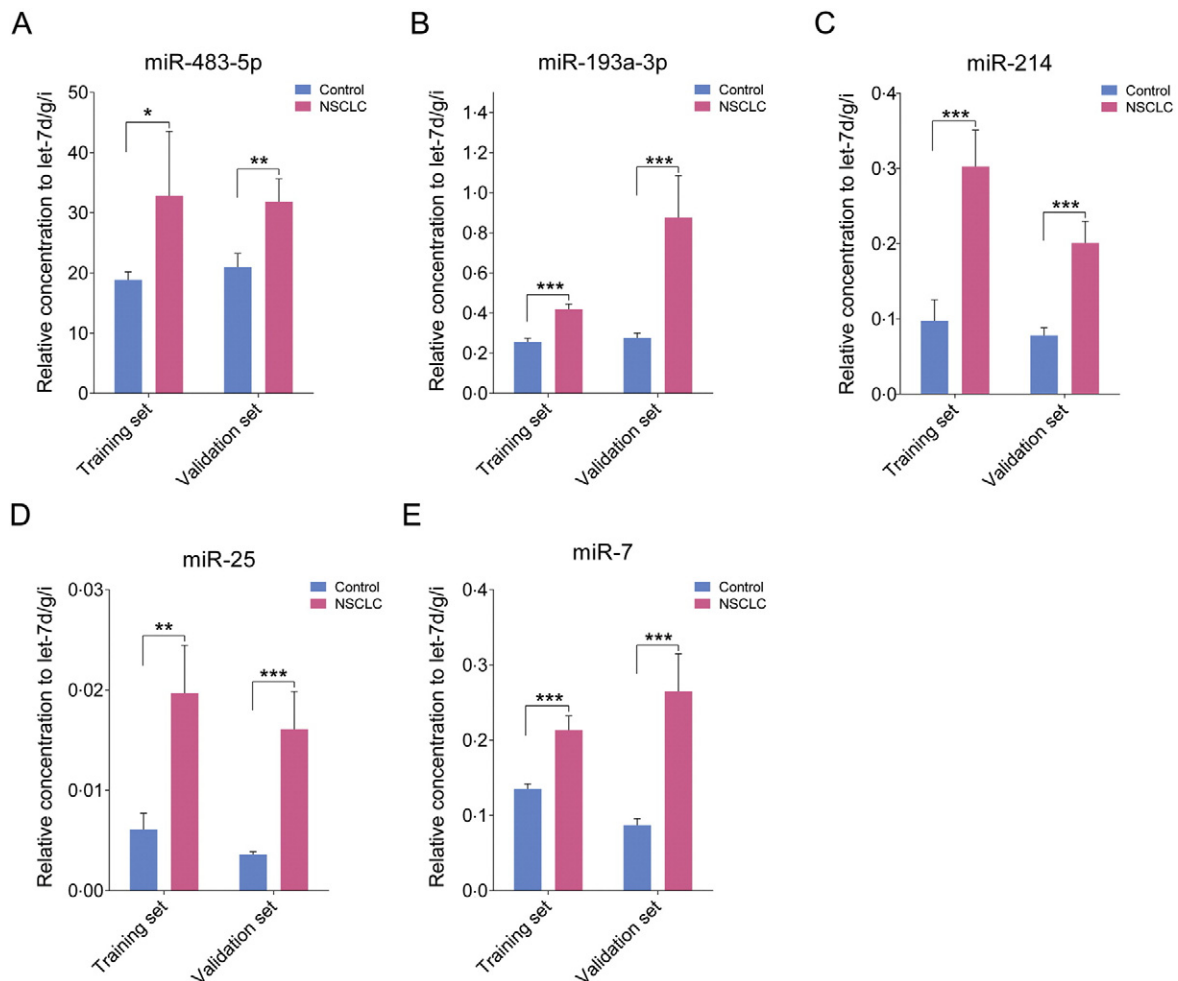 A
miR-483-5p
Control
NSCLC
Relative concentration to let-7d/g/i
50
40
30
20
10
0
*
**
Training set
Validation set
B
miR-193a-3p
Control
NSCLC
Relative concentration to let-7d/g/i
1·4
1·2
1·0
0·8
0·6
0·4
0·2
0·0
***
***
Training set
Validation set
C
miR-214
Control
NSCLC
Relative concentration to let-7d/g/i
0·4
0·3
0·2
0·1
0·0
***
***
Training set
Validation set
D
miR-25
Control
NSCLC
Relative concentration to let-7d/g/i
0·03
0·02
0·01
0·00
**
***
Training set
Validation set
E
miR-7
Control
NSCLC
Relative concentration to let-7d/g/i
0·4
0·3
0·2
0·1
0·0
***
***
Training set
Validation set